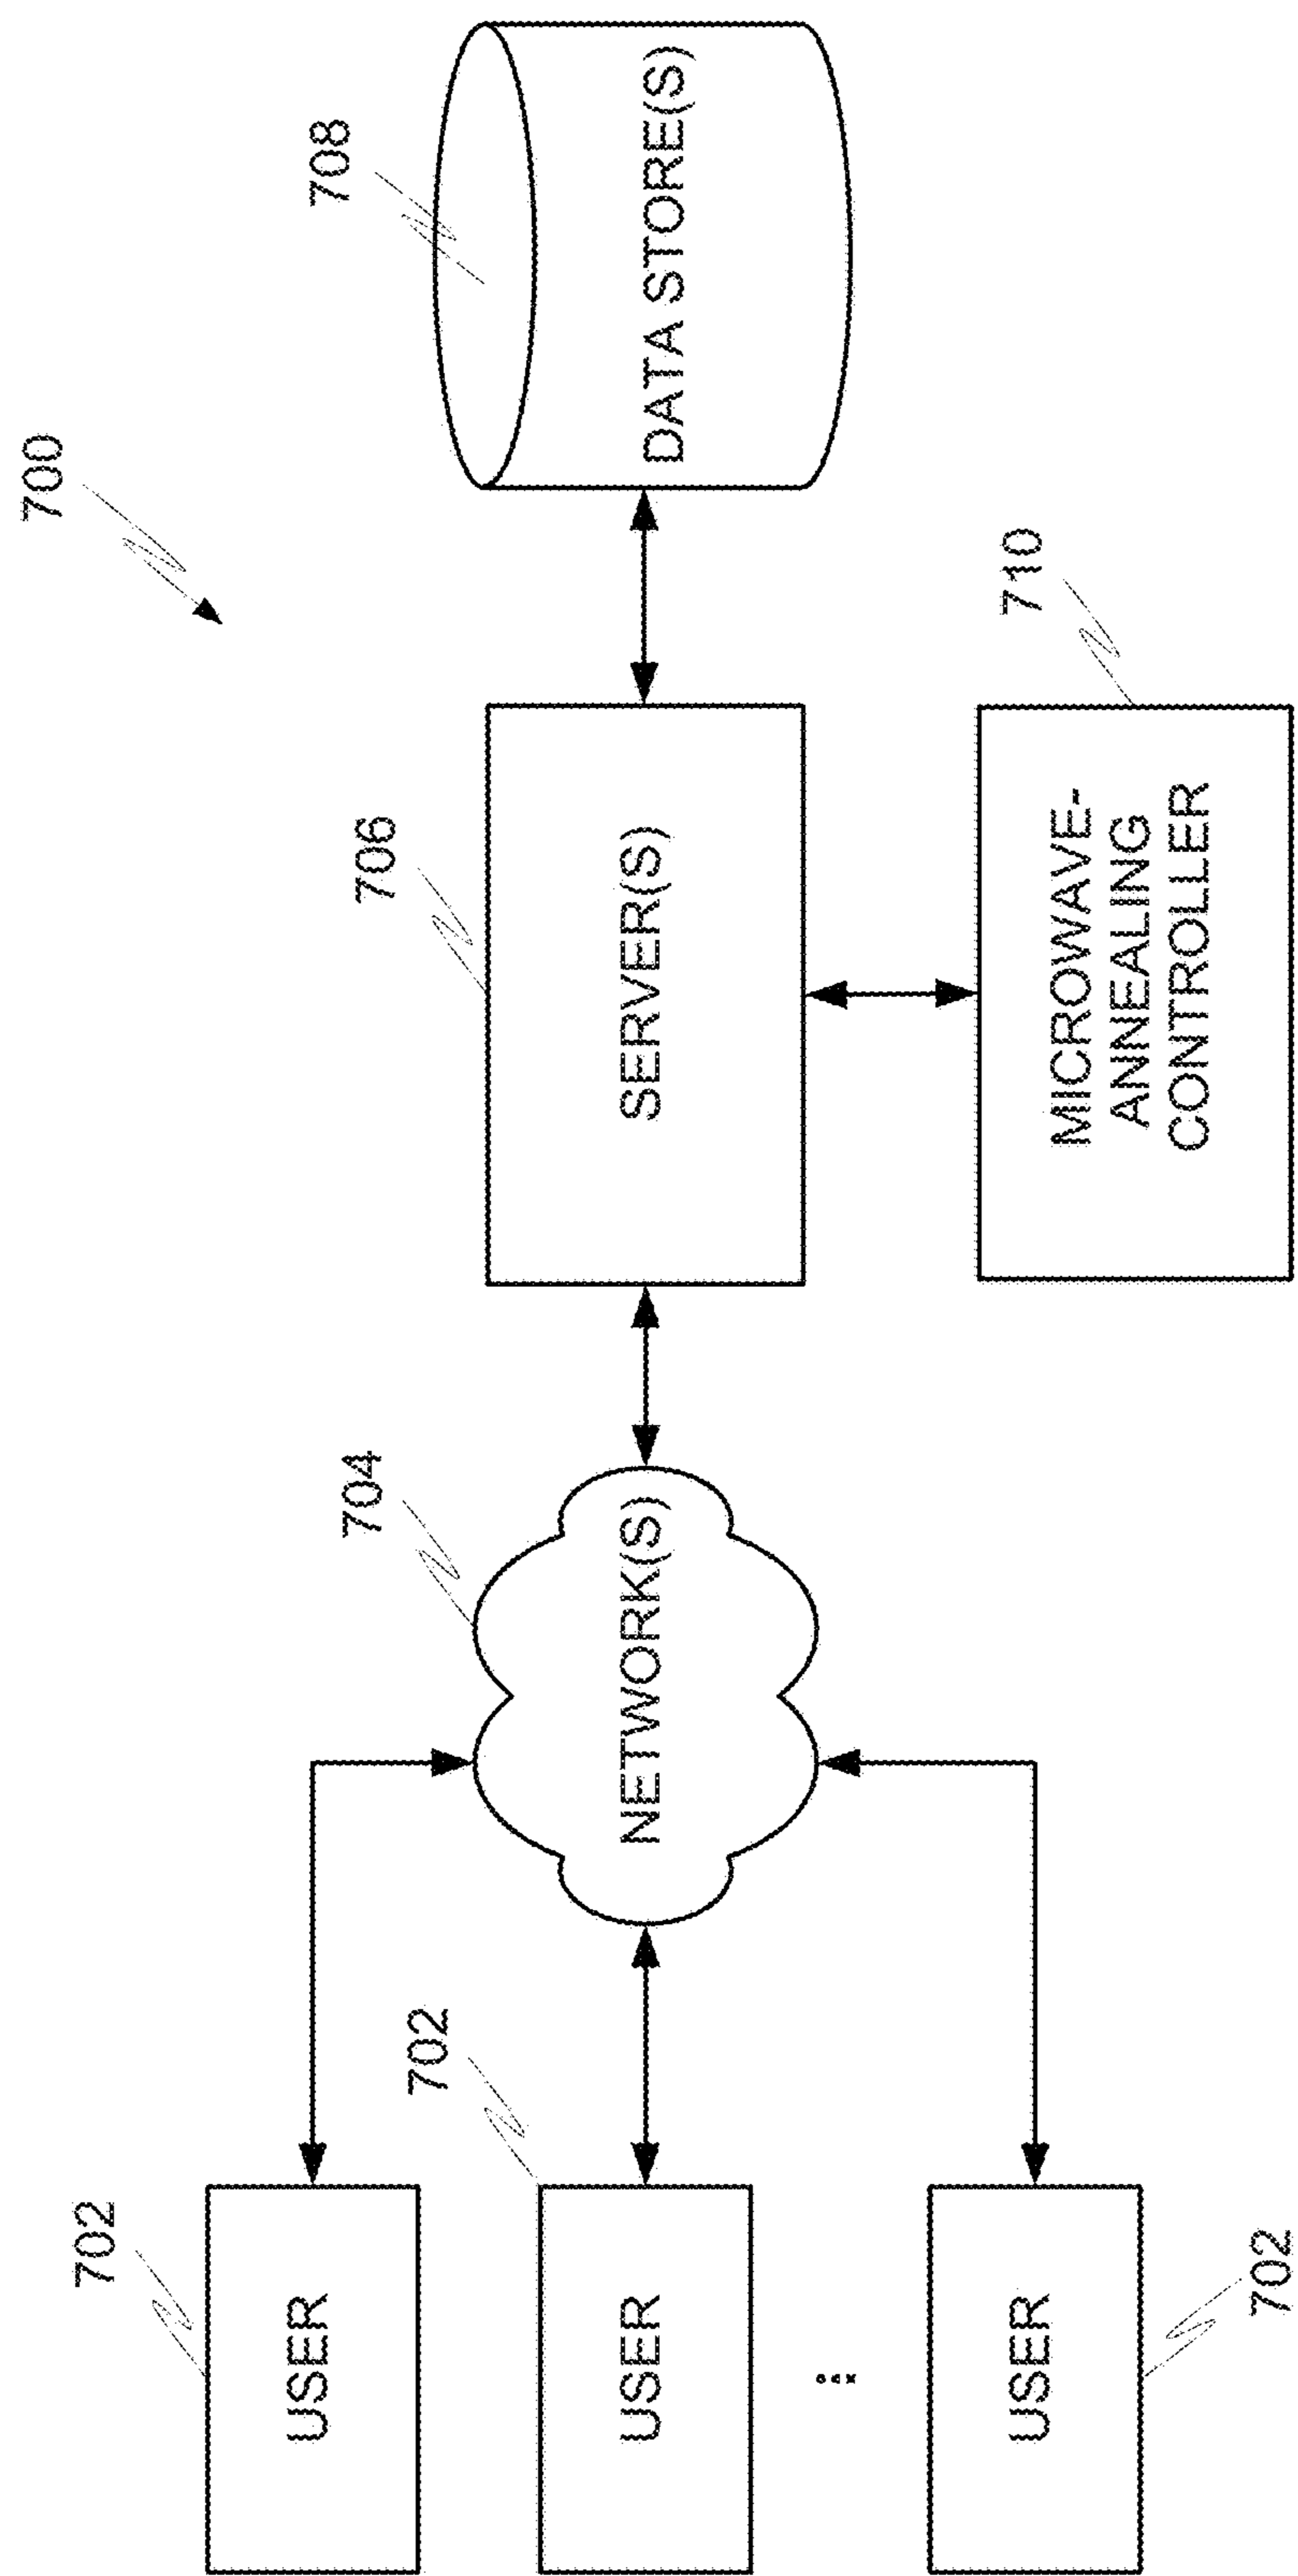 700
702
USER
702
USER
702
USER
704
NETWORK(S)
706
SERVER(S)
708
DATA STORE(S)
710
MICROWAVE-
ANNEALING
CONTROLLER